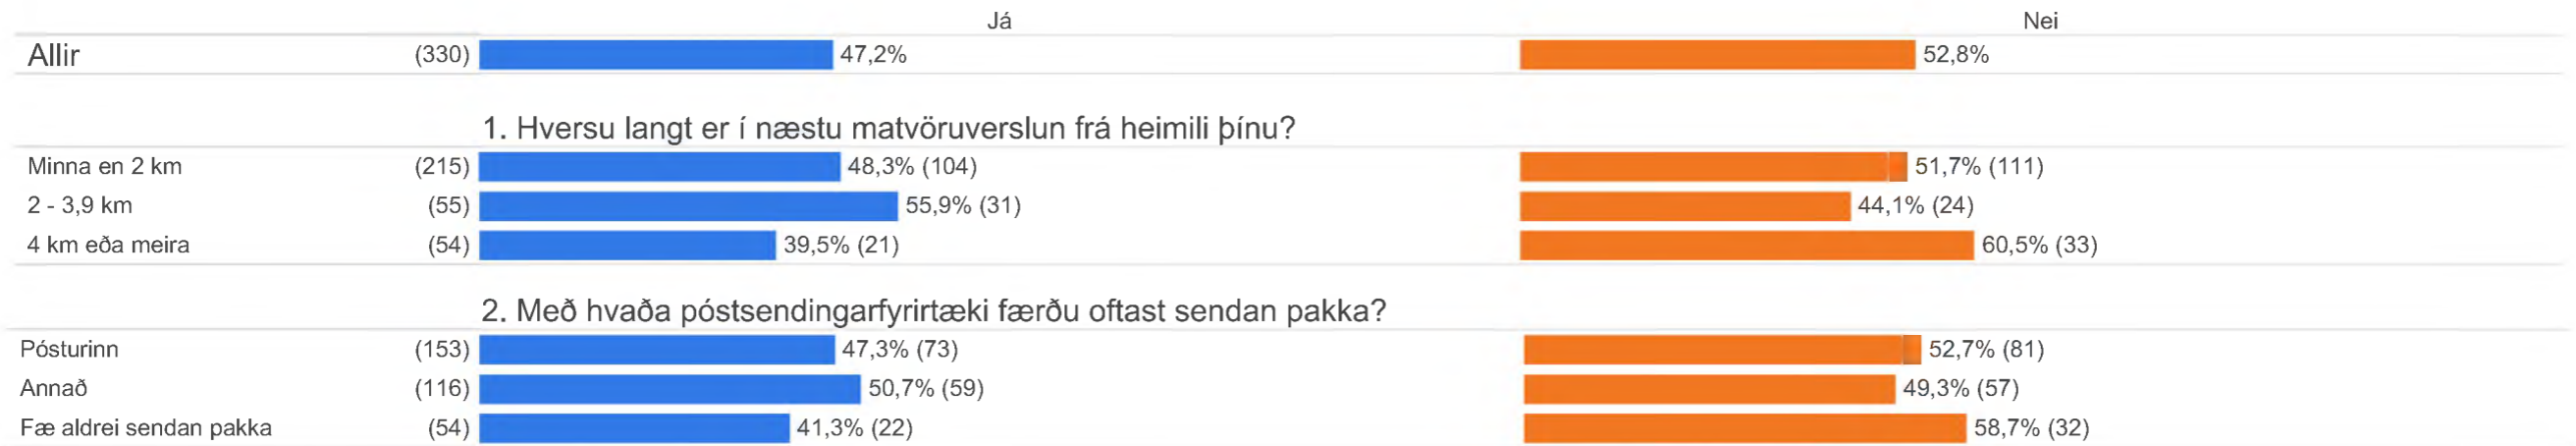 Já Nei
Allir (330) 47,2% 52,8%
1. Hversu langt er í næstu matvöruverslun frá heimili þínu?
Minna en 2 km (215) 48,3% (104) 51,7% (111)
2 - 3,9 km (55) 55,9% (31) 44,1% (24)
4 km eða meira (54) 39,5% (21) 60,5% (33)
2. Með hvaða póstsendingarfyrirtæki færðu oftast sendan pakka?
Pósturinn (153) 47,3% (73) 52,7% (81)
Annað (116) 50,7% (59) 49,3% (57)
Fæ aldrei sendan pakka (54) 41,3% (22) 58,7% (32)